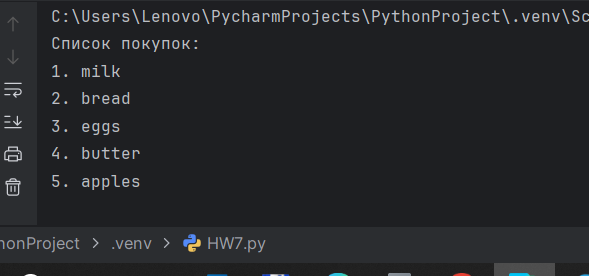 C:\Users\Lenovo\PycharmProjects\PythonProject\.venv\Sc
Список покупок:
1. milk
2. bread
3. eggs
4. butter
5. apples
honProject > .venv > HW7.py